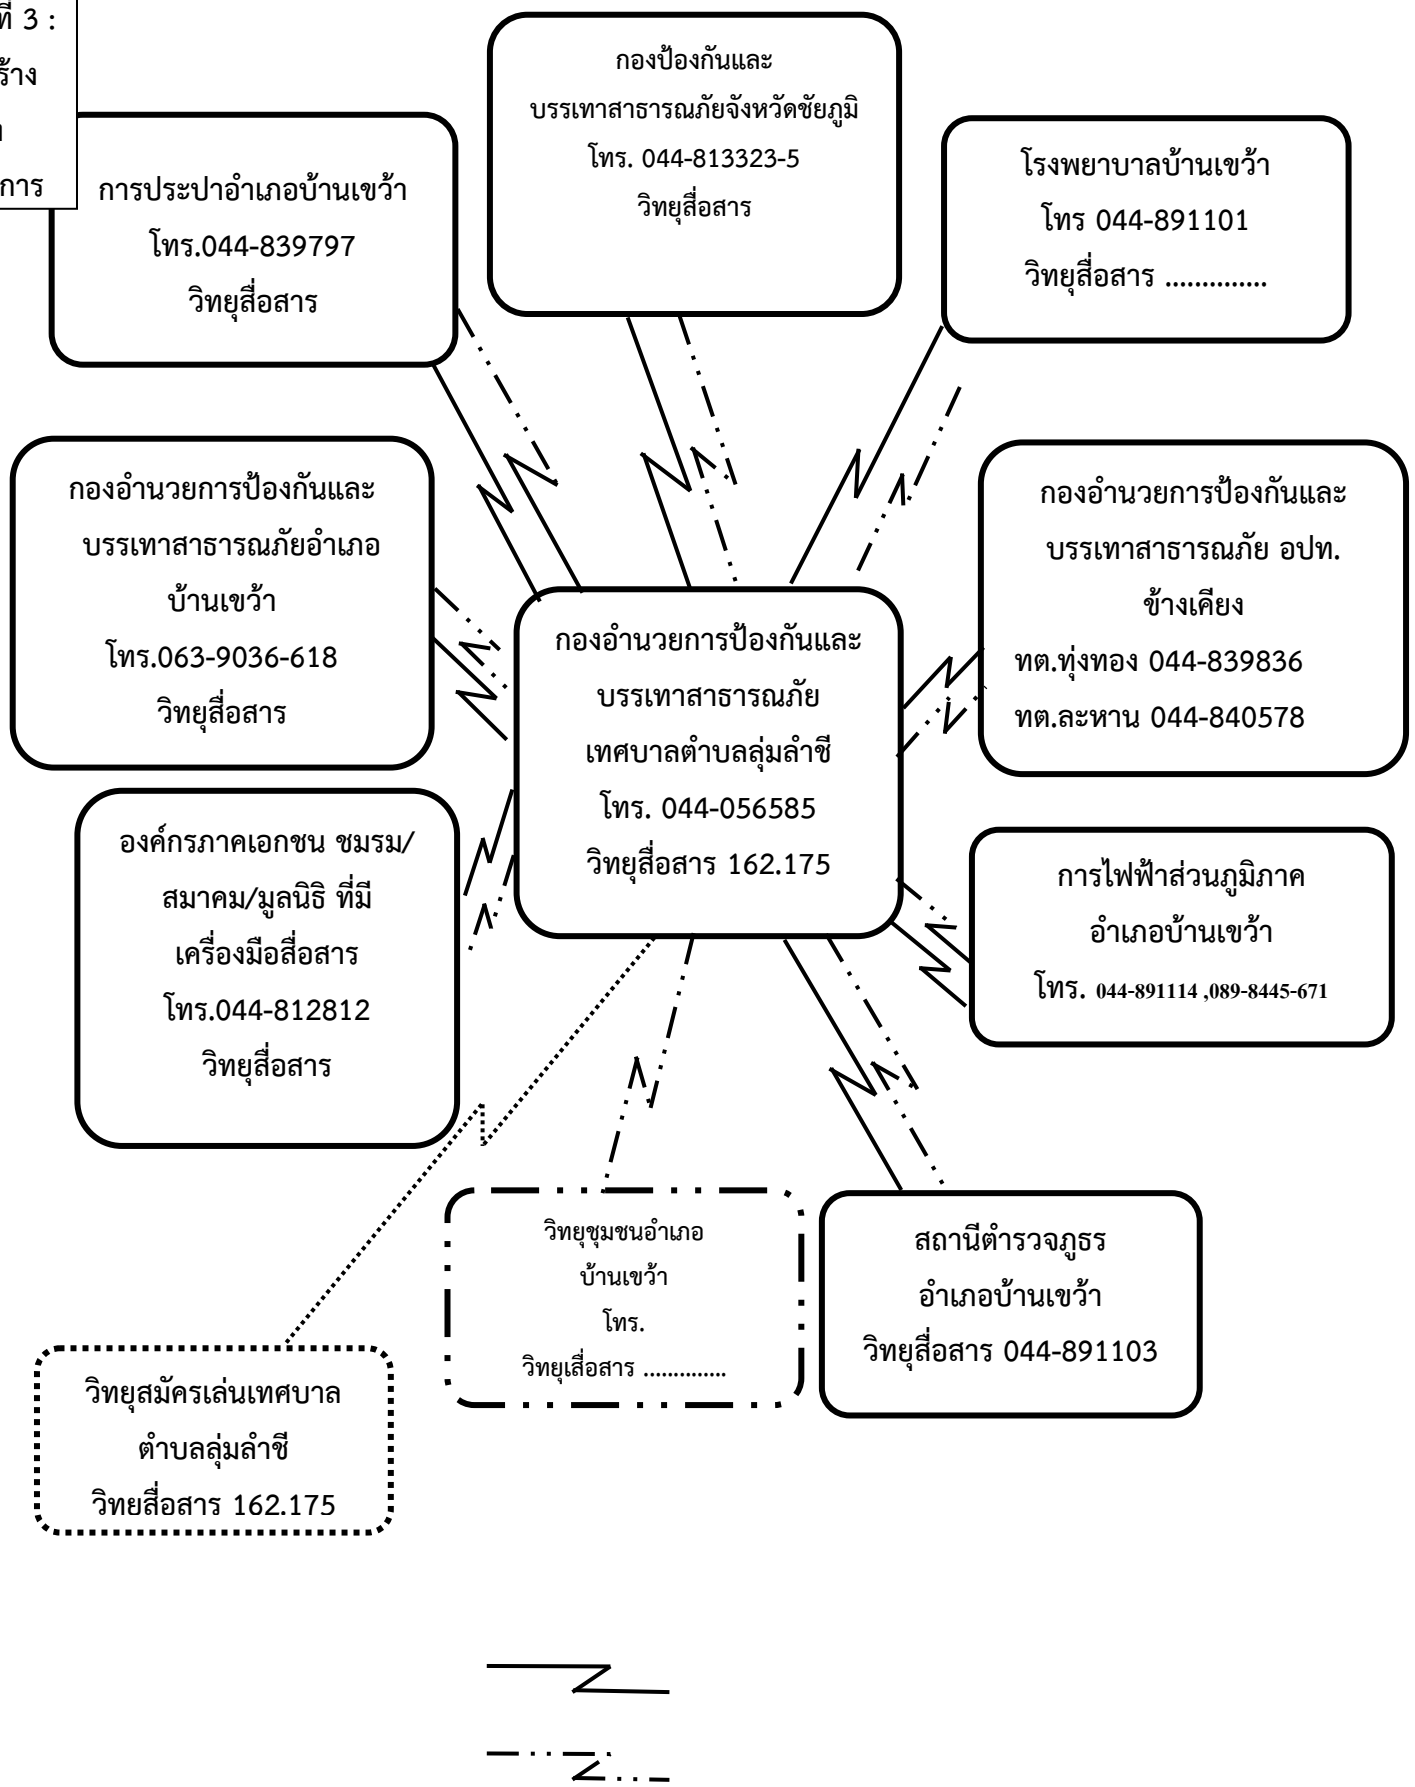 ที่ 3 :
ร้าง
การ
กองป้องกันและ
บรรเทาสาธารณภัยจังหวัดชัยภูมิ
โทร. 044-813323-5
วิทยุสื่อสาร
การประปาอำเภอบ้านเขว้า
โทร.044-839797
วิทยุสื่อสาร
โรงพยาบาลบ้านเขว้า
โทร 044-891101
วิทยุสื่อสาร ..............
กองอำนวยการป้องกันและ
บรรเทาสาธารณภัยอำเภอ
บ้านเขว้า
โทร.063-9036-618
วิทยุสื่อสาร
กองอำนวยการป้องกันและ
บรรเทาสาธารณภัย อปท.
ข้างเคียง
ทต.ทุ่งทอง 044-839836
ทต.ละหาน 044-840578
กองอำนวยการป้องกันและ
บรรเทาสาธารณภัย
เทศบาลตำบลลุ่มลำชี
โทร. 044-056585
วิทยุสื่อสาร 162.175
องค์กรภาคเอกชน ชมรม/
สมาคม/มูลนิธิ ที่มี
เครื่องมือสื่อสาร
โทร.044-812812
วิทยุสื่อสาร
การไฟฟ้าส่วนภูมิภาค
อำเภอบ้านเขว้า
โทร. 044-891114 ,089-8445-671
วิทยุชุมชนอำเภอ
บ้านเขว้า
โทร.
วิทยุเสื่อสาร ..............
สถานีตำรวจภูธร
อำเภอบ้านเขว้า
วิทยุสื่อสาร 044-891103
วิทยุสมัครเล่นเทศบาล
ตำบลลุ่มลำชี
วิทยุสื่อสาร 162.175